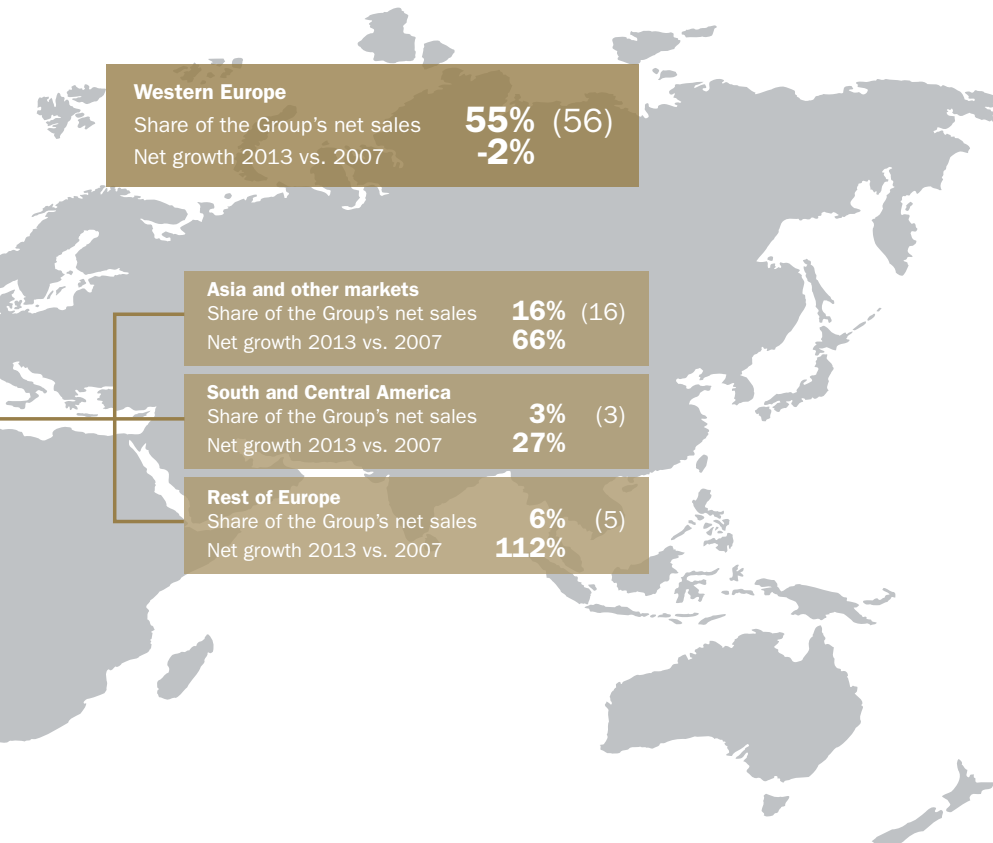 Western Europe
Share of the Group's net sales 55% (56)
Net growth 2013 vs. 2007 -2%
Asia and other markets
Share of the Group's net sales 16% (16)
Net growth 2013 vs. 2007 66%
South and Central America
Share of the Group's net sales 3% (3)
Net growth 2013 vs. 2007 27%
Rest of Europe
Share of the Group's net sales 6% (5)
Net growth 2013 vs. 2007 112%